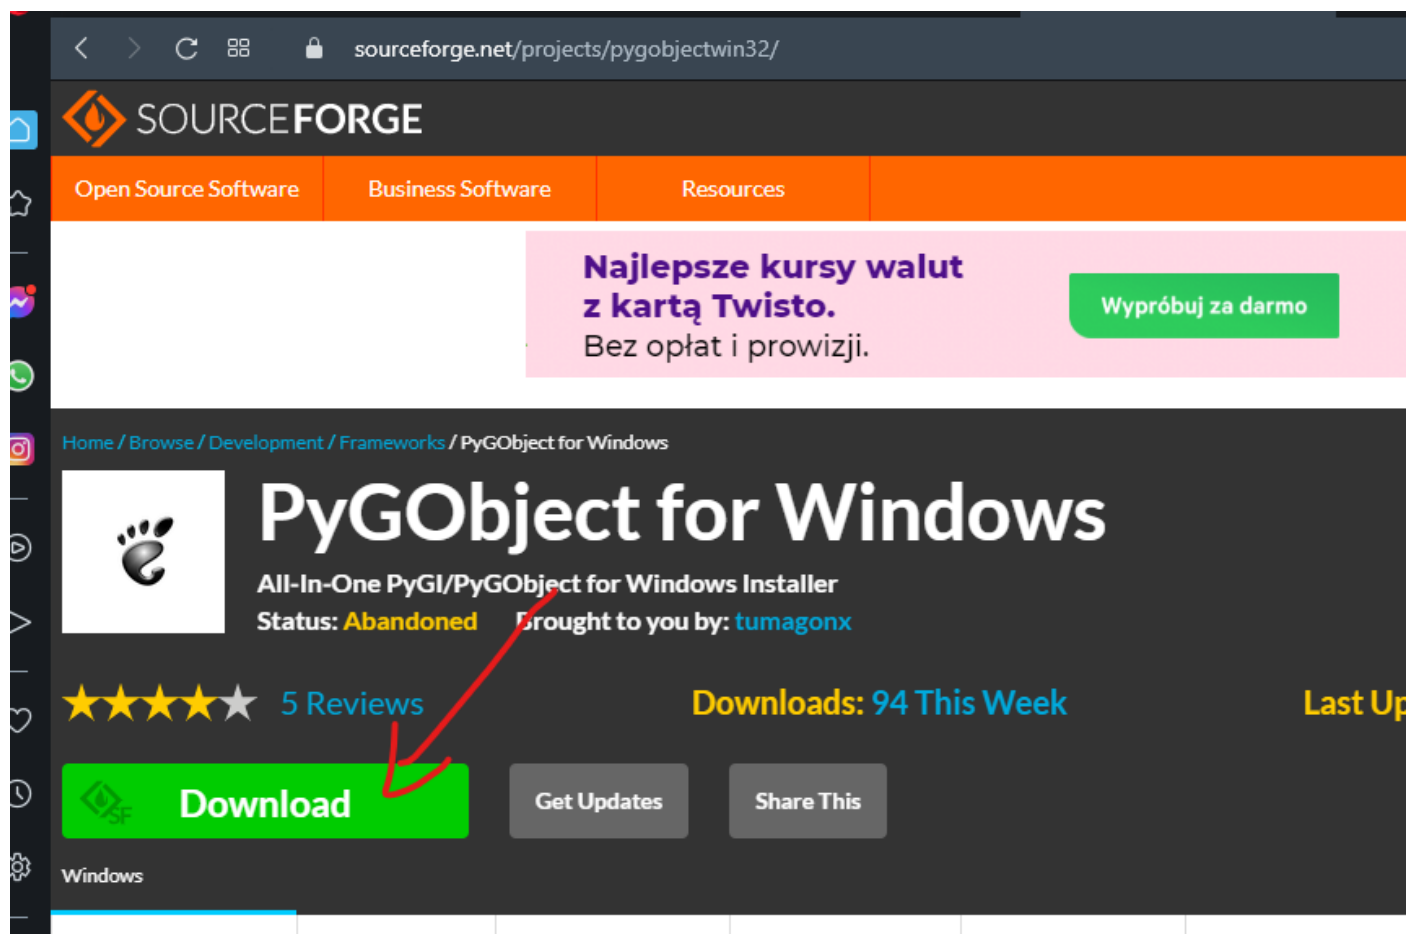 sourceforge.net/projects/pygobjectwin32/
SOURCEFORGE
Open Source Software Business Software Resources
Najlepsze kursy walut
z kartą Twisto.
Bez opłat i prowizji.
Wypróbuj za darmo
Home / Browse / Development / Frameworks / PyGObject for Windows
PyGObject for Windows
All-In-One PyGI/PyGObject for Windows Installer
Status: Abandoned Brought to you by: tumagonx
5 Reviews Downloads: 94 This Week Last Up
SF Download Get Updates Share This
Windows